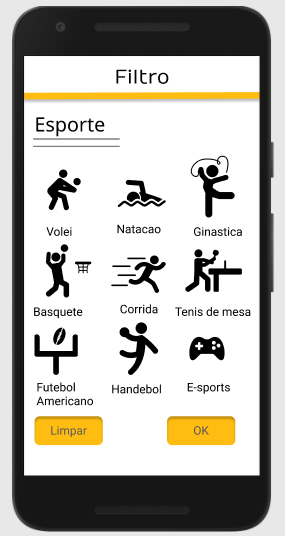 Filtro
Esporte
Volei
Natacao
Ginastica
Basquete
Corrida
Tenis de mesa
Futebol
Americano
Handebol
E-sports
Limpar
OK